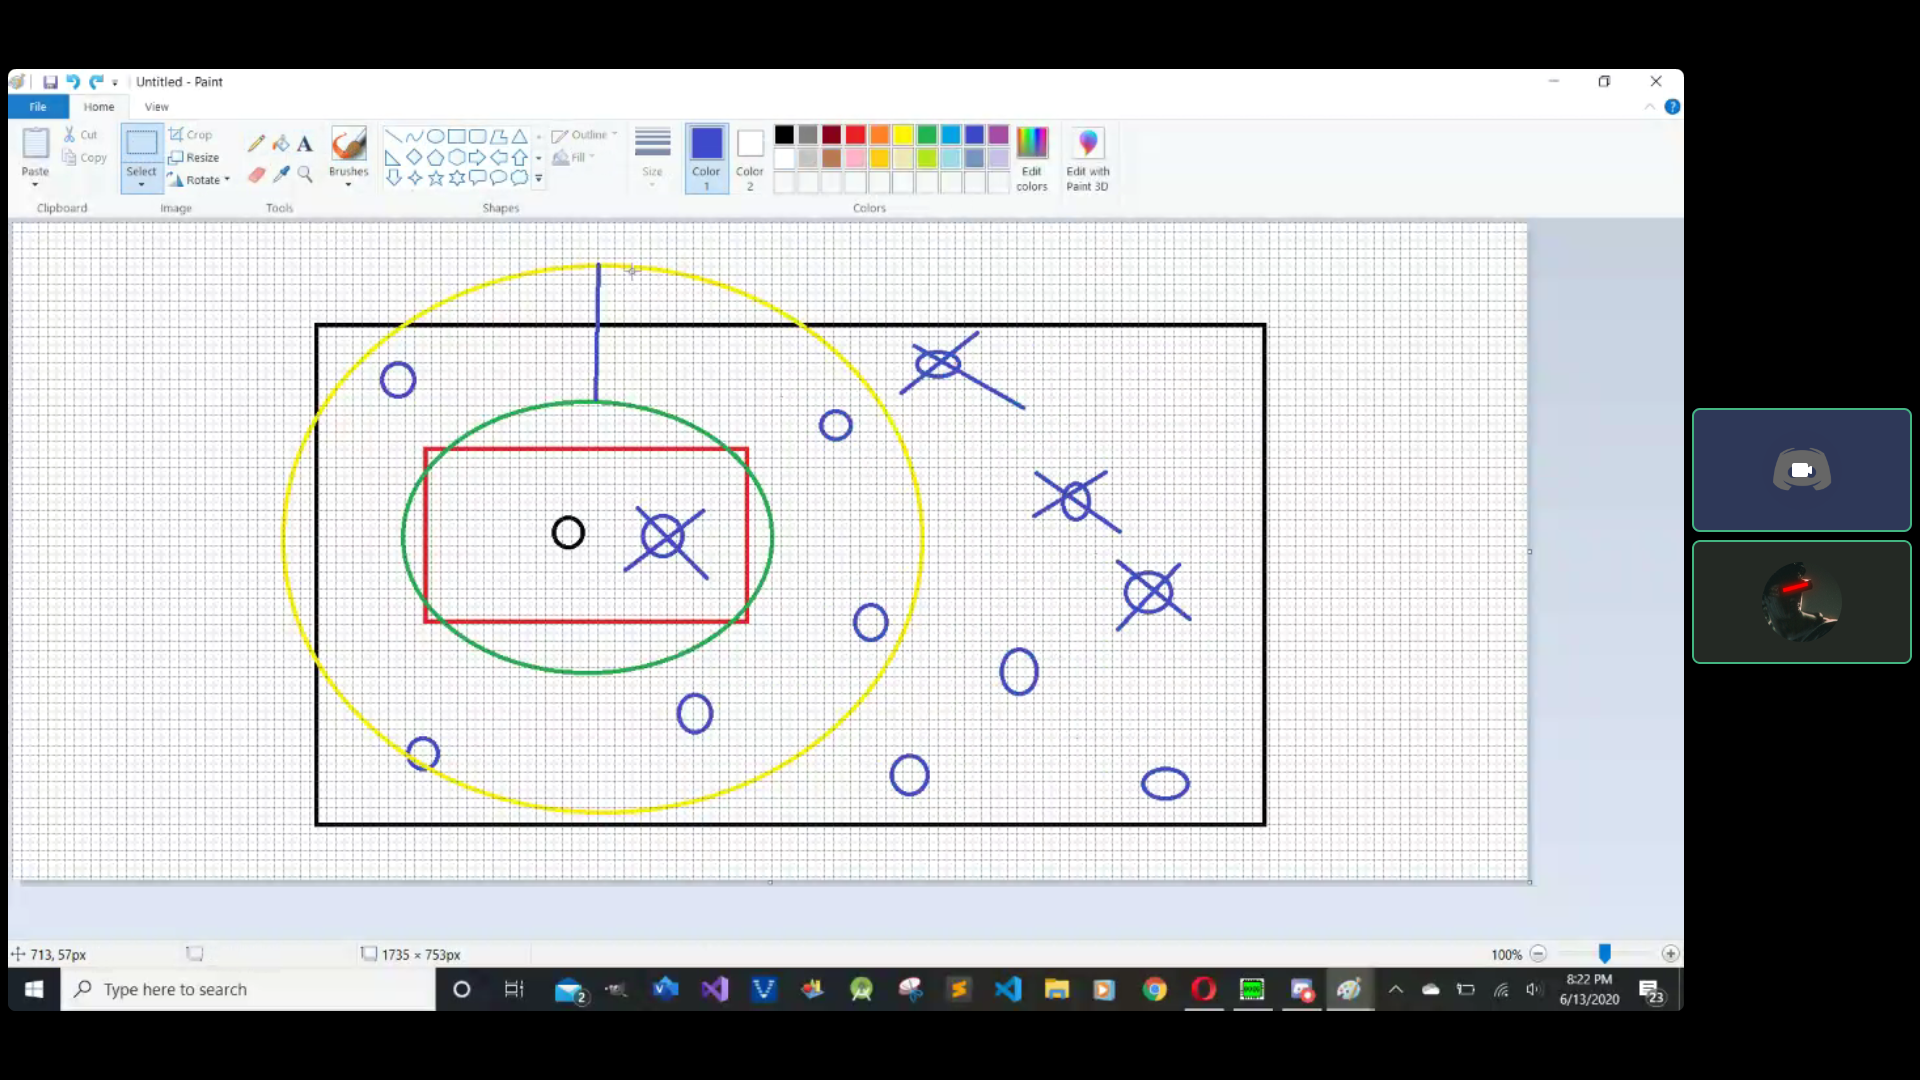 Untitled - Paint
File Home View
Paste
Cut
Copy
Clipboard
Select
Crop
Resize
Rotate
Image
A
Tools
Brushes
Outline
Fill
Shapes
Size
Color
1
Color
2
Colors
Edit
colors
Edit with
Paint 3D
713, 57px
1735 × 753px
100%
Type here to search
2
8:22 PM
6/13/2020
23